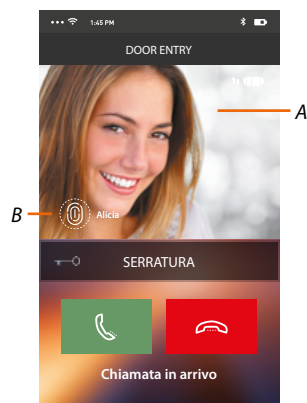 1:45 PM
DOOR ENTRY
A
B
Alicia
SERRATURA
Chiamata in arrivo